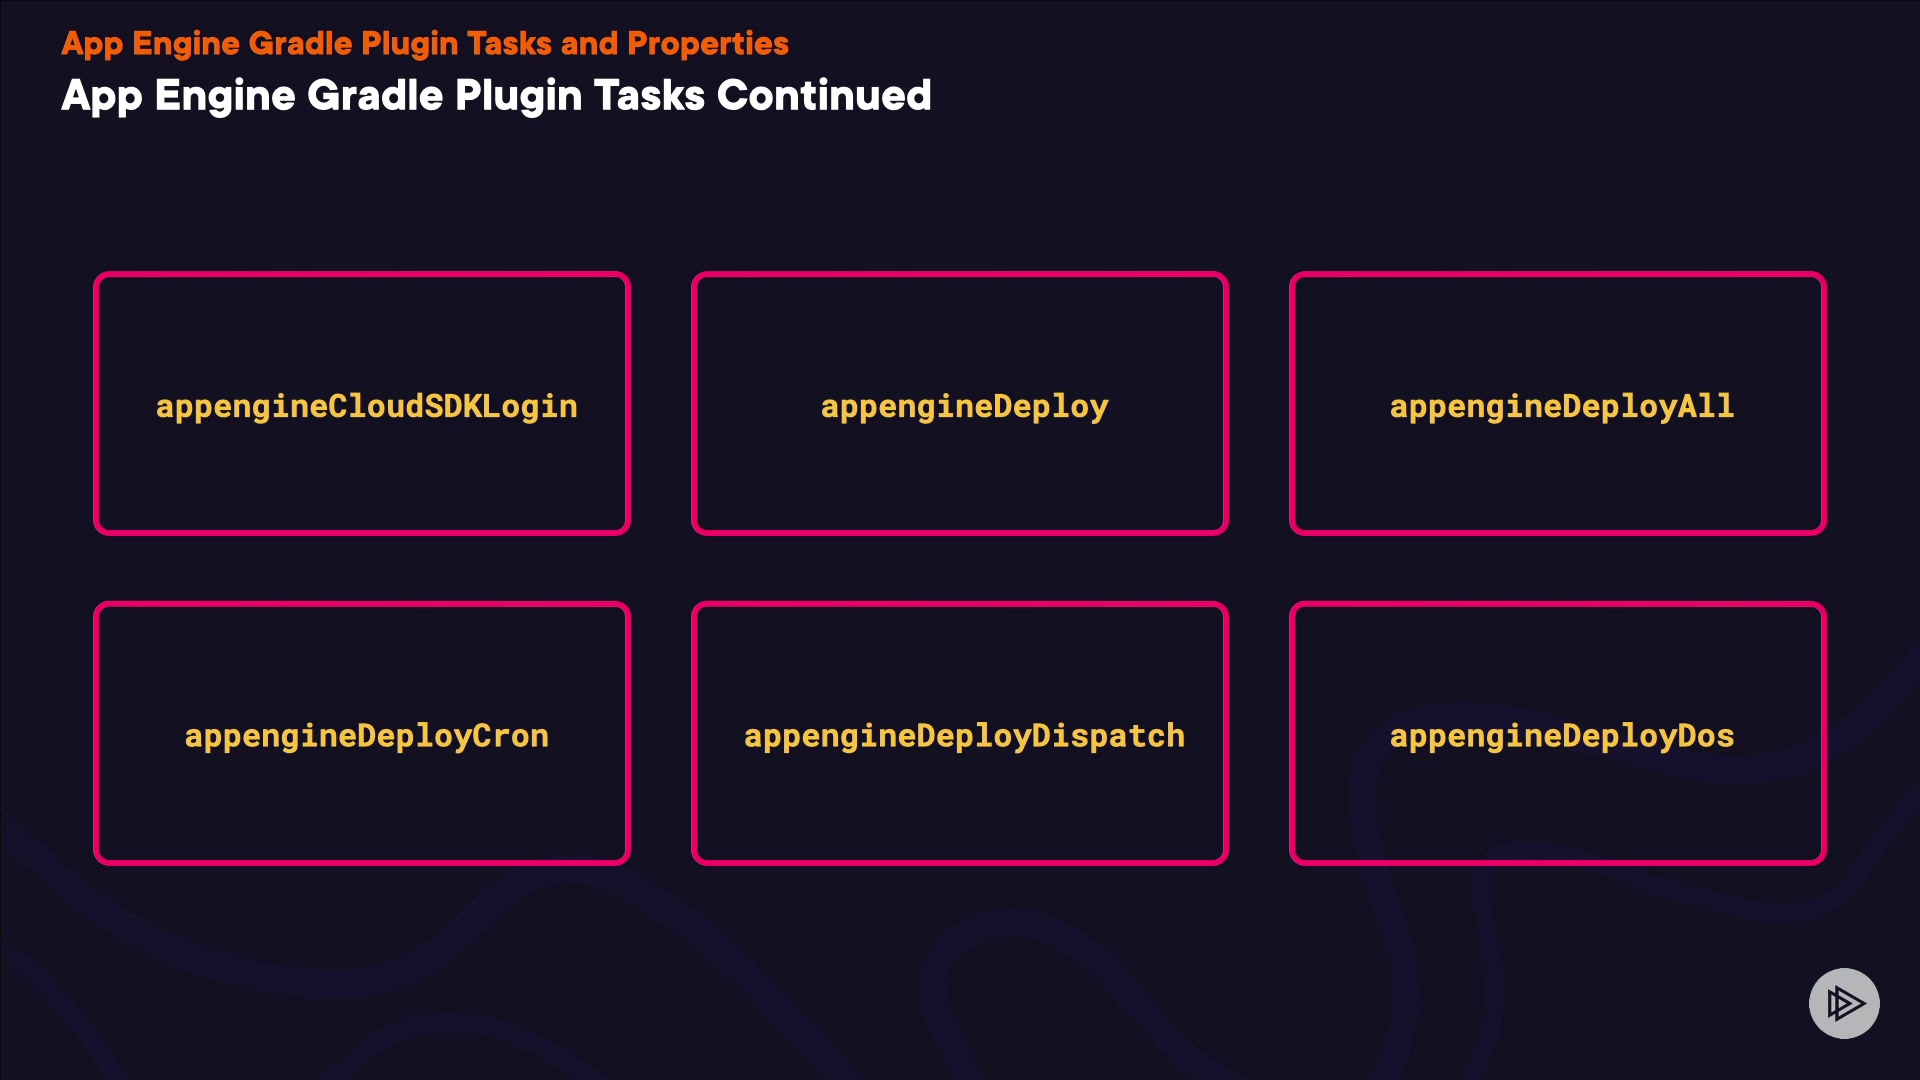 App Engine Gradle Plugin Tasks and Properties
App Engine Gradle Plugin Tasks Continued
appengineCloudSDKLogin
appengineDeploy
appengineDeployAll
appengineDeployCron
appengineDeployDispatch
appengineDeployDos